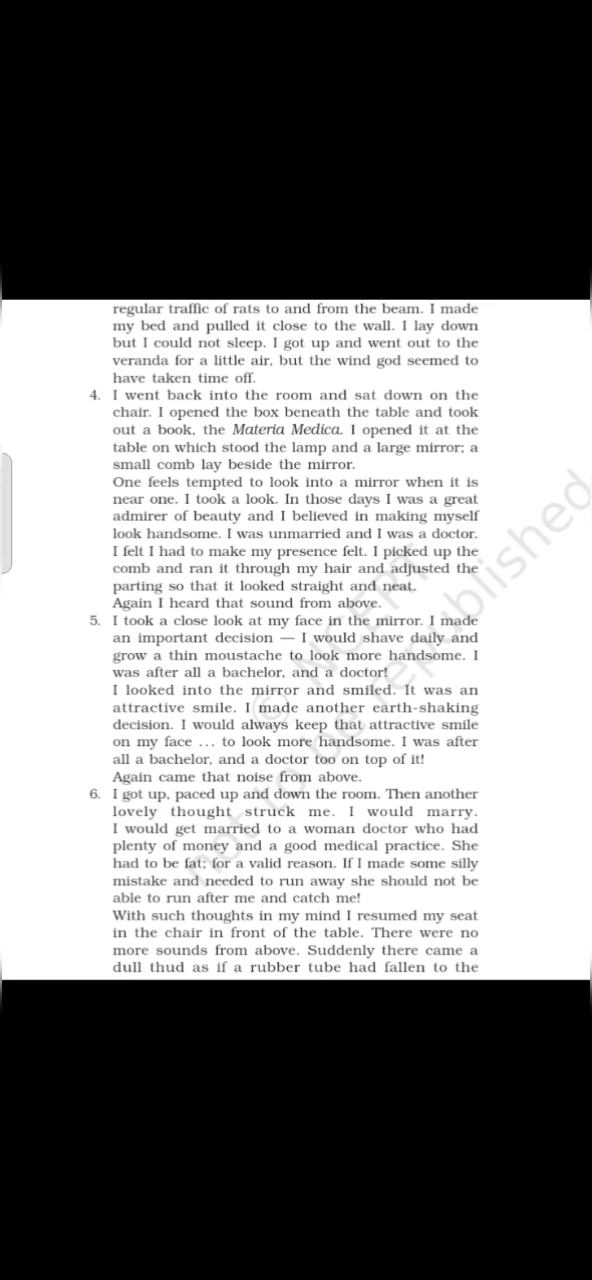 regular traffic of rats to and from the beam. I made
my bed and pulled it close to the wall. I lay down
but I could not sleep. I got up and went out to the
veranda for a little air, but the wind god seemed to
have taken time off.
4. I went back into the room and sat down on the
chair. I opened the box beneath the table and took
out a book, the Materia Medica. I opened it at the
table on which stood the lamp and a large mirror; a
small comb lay beside the mirror.
One feels tempted to look into a mirror when it is
near one. I took a look. In those days I was a great
admirer of beauty and I believed in making myself
look handsome. I was unmarried and I was a doctor.
I felt I had to make my presence felt. I picked up the
comb and ran it through my hair and adjusted the
parting so that it looked straight and neat.
Again I heard that sound from above.
5. I took a close look at my face in the mirror. I made
an important decision — I would shave daily and
grow a thin moustache to look more handsome. I
was after all a bachelor, and a doctor!
I looked into the mirror and smiled. It was an
attractive smile. I made another earth-shaking
decision. I would always keep that attractive smile
on my face ... to look more handsome. I was after
all a bachelor, and a doctor too on top of it!
Again came that noise from above.
6. I got up, paced up and down the room. Then another
lovely thought struck me. I would marry.
I would get married to a woman doctor who had
plenty of money and a good medical practice. She
had to be fat; for a valid reason. If I made some silly
mistake and needed to run away she should not be
able to run after me and catch me!
With such thoughts in my mind I resumed my seat
in the chair in front of the table. There were no
more sounds from above. Suddenly there came a
dull thud as if a rubber tube had fallen to the
© NCERT
not to be republished